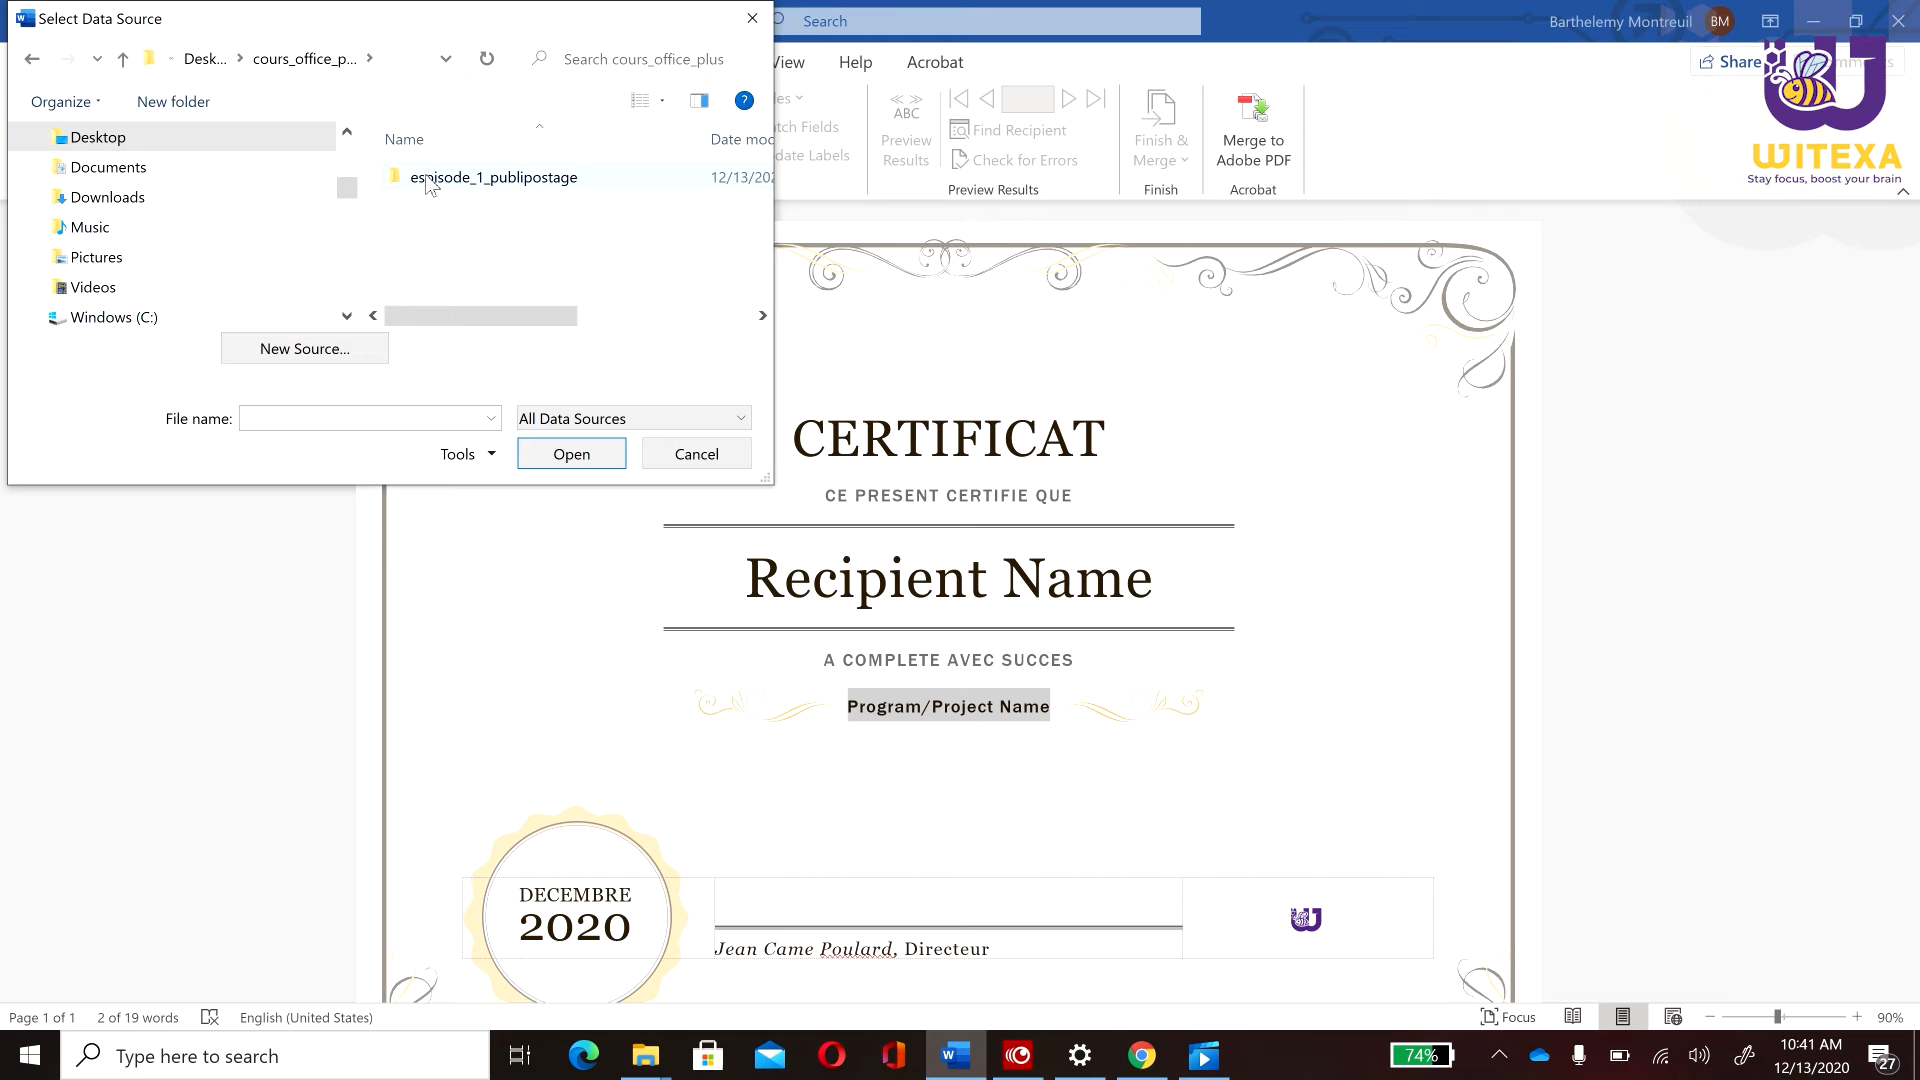 Select Data Source
Search
Barthelemy Montreuil
BM
Desk...
cours_office_p...
Search cours_office_plus
View
Help
Acrobat
Share
Organize
New folder
Desktop
Documents
Downloads
Music
Pictures
Videos
Windows (C:)
Name
Date mod
espisode_1_publipostage
12/13/202
New Source...
File name:
All Data Sources
Tools
Open
Cancel
ABC
Preview
Results
Find Recipient
Check for Errors
Preview Results
Finish &
Merge
Finish
Merge to
Adobe PDF
Acrobat
WITEXA
Stay focus, boost your brain
CERTIFICAT
CE PRESENT CERTIFIE QUE
Recipient Name
A COMPLETE AVEC SUCCES
Program/Project Name
DECEMBRE
2020
Jean Came Poulard, Directeur
Page 1 of 1
2 of 19 words
English (United States)
Focus
90%
Type here to search
74%
10:41 AM
12/13/2020
27